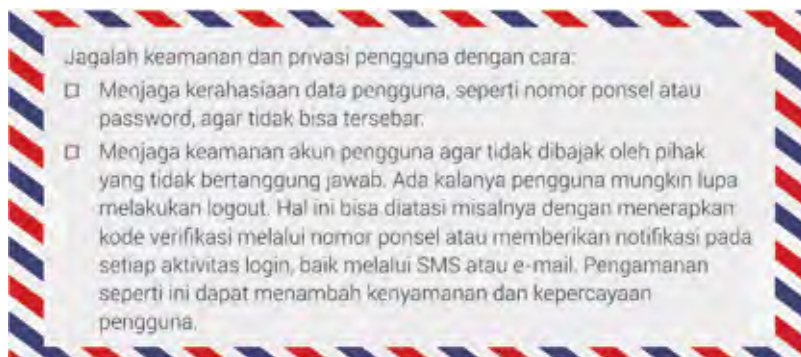 Jagalah keamanan dan privasi pengguna dengan cara:
Menjaga kerahasiaan data pengguna, seperti nomor ponsel atau
password, agar tidak bisa tersebar.
Menjaga keamanan akun pengguna agar tidak dibajak oleh pihak
yang tidak bertanggung jawab. Ada kalanya pengguna mungkin lupa
melakukan logout. Hal ini bisa diatasi misalnya dengan menerapkan
kode verifikasi melalui nomor ponsel atau memberikan notifikasi pada
setiap aktivitas login, baik melalui SMS atau e-mail. Pengamanan
seperti ini dapat menambah kenyamanan dan kepercayaan
pengguna.